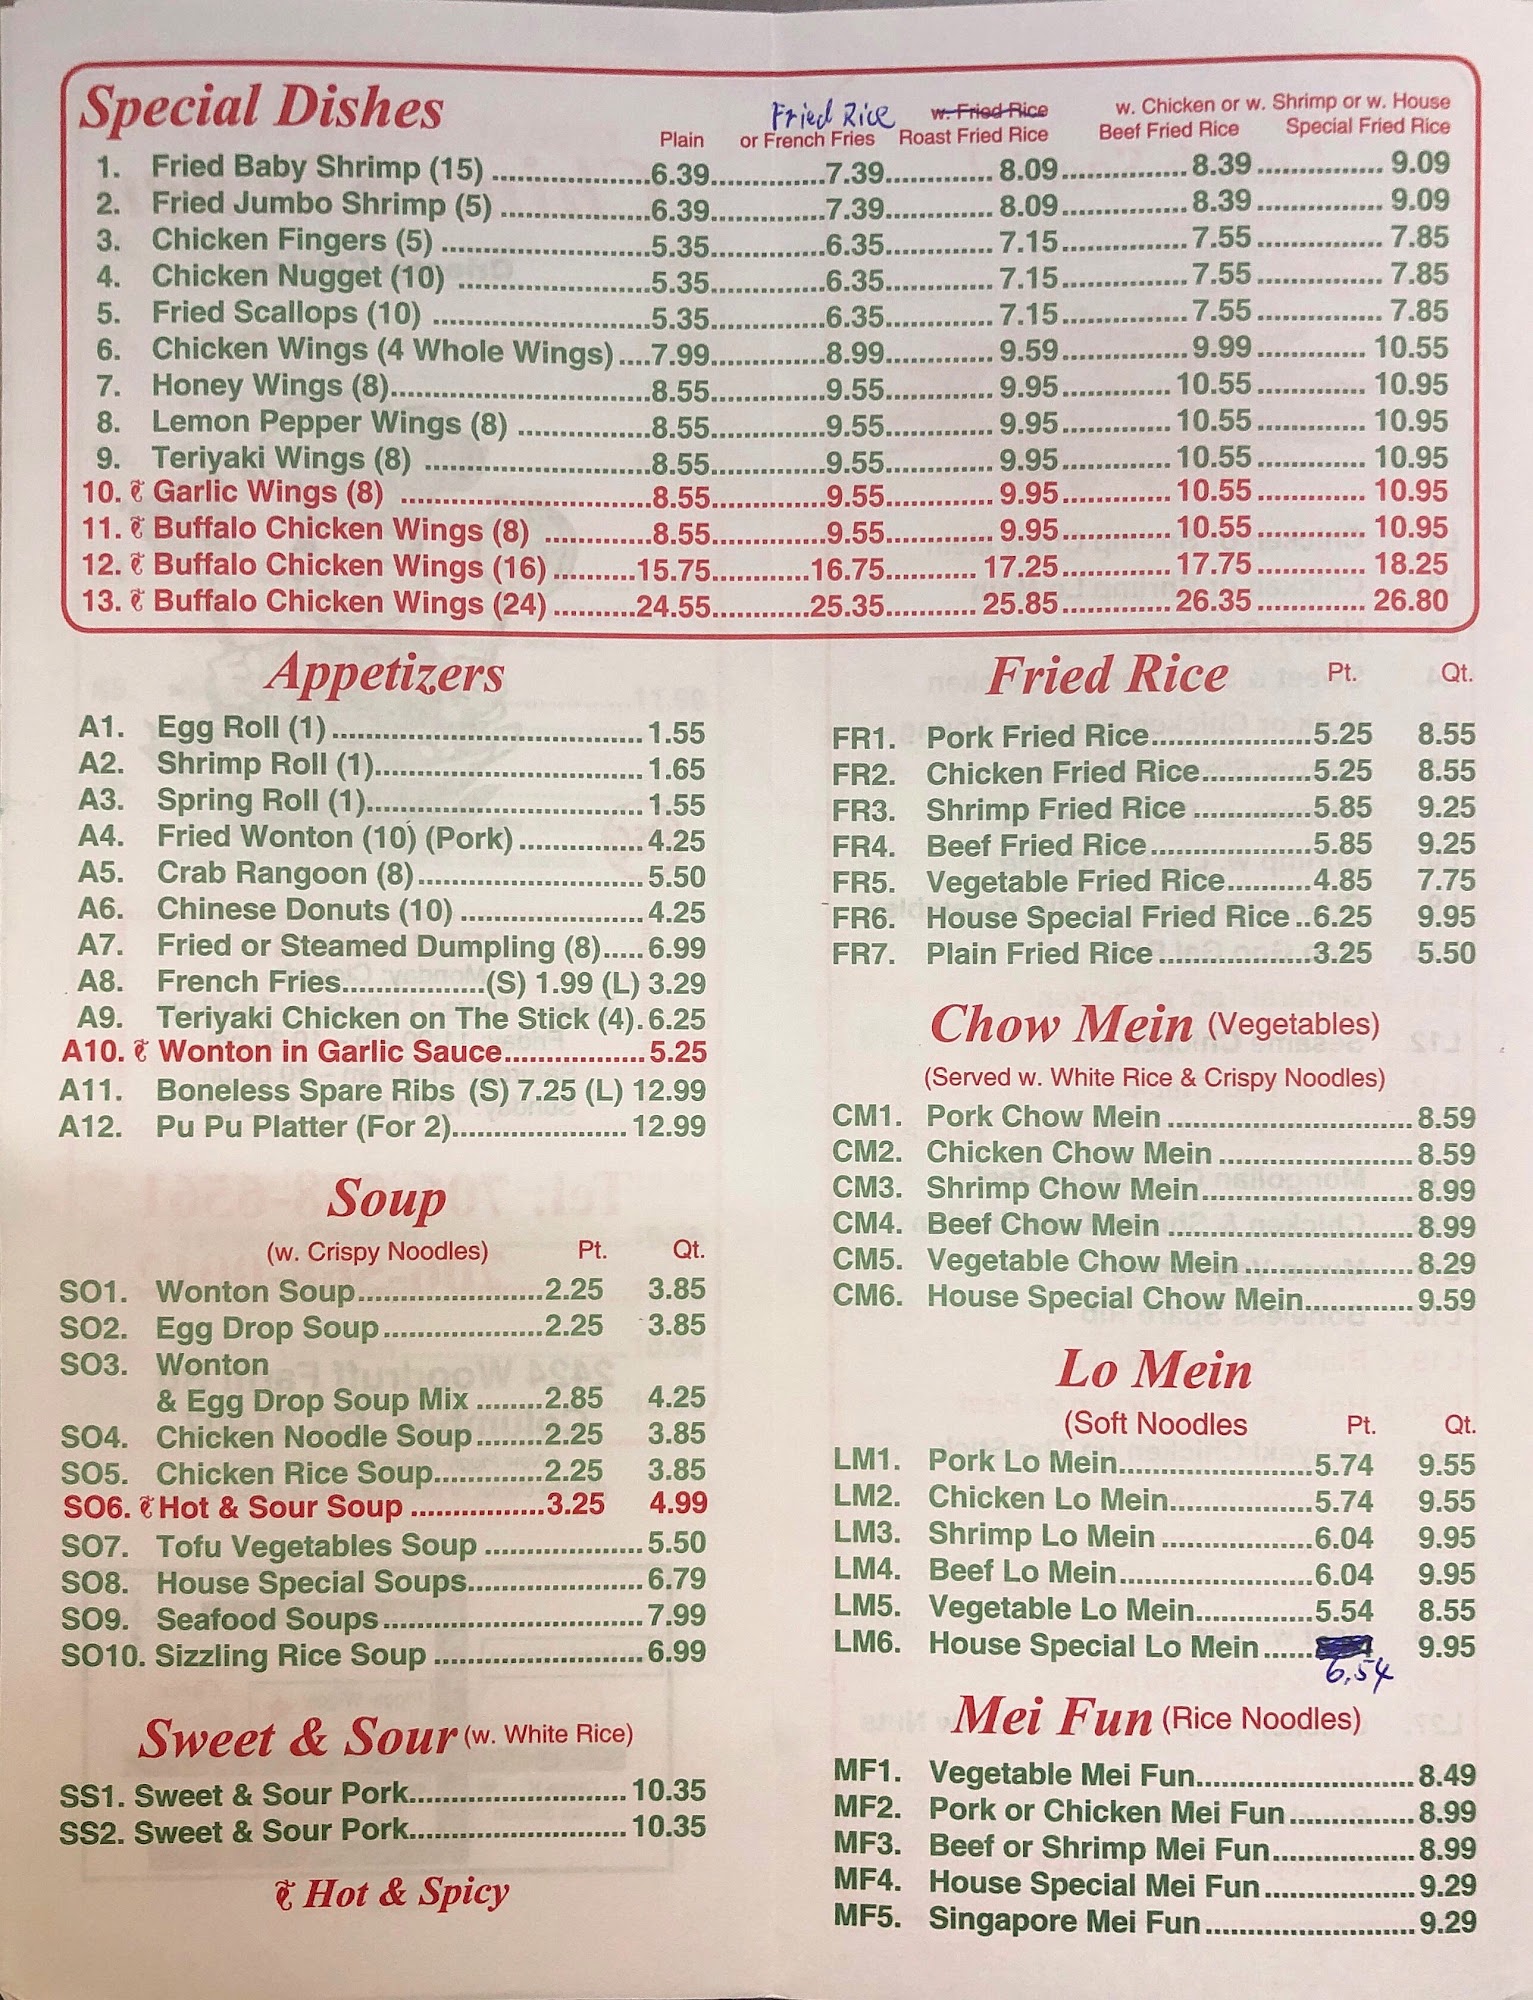 Special Dishes
Plain
Fried Rice
or French Fries
w. Fried Rice
Roast Fried Rice
w. Chicken or w. Shrimp or w. House
Beef Fried Rice Special Fried Rice
1. Fried Baby Shrimp (15) 6.39 7.39 8.09 8.39 9.09
2. Fried Jumbo Shrimp (5) 6.39 7.39 8.09 8.39 9.09
3. Chicken Fingers (5) 5.35 6.35 7.15 7.55 7.85
4. Chicken Nugget (10) 5.35 6.35 7.15 7.55 7.85
5. Fried Scallops (10) 5.35 6.35 7.15 7.55 7.85
6. Chicken Wings (4 Whole Wings) 7.99 8.99 9.59 9.99 10.55
7. Honey Wings (8) 8.55 9.55 9.95 10.55 10.95
8. Lemon Pepper Wings (8) 8.55 9.55 9.95 10.55 10.95
9. Teriyaki Wings (8) 8.55 9.55 9.95 10.55 10.95
10. Garlic Wings (8) 8.55 9.55 9.95 10.55 10.95
11. Buffalo Chicken Wings (8) 8.55 9.55 9.95 10.55 10.95
12. Buffalo Chicken Wings (16) 15.75 16.75 17.25 17.75 18.25
13. Buffalo Chicken Wings (24) 24.55 25.35 25.85 26.35 26.80
Appetizers
A1. Egg Roll (1) 1.55
A2. Shrimp Roll (1) 1.65
A3. Spring Roll (1) 1.55
A4. Fried Wonton (10) (Pork) 4.25
A5. Crab Rangoon (8) 5.50
A6. Chinese Donuts (10) 4.25
A7. Fried or Steamed Dumpling (8) 6.99
A8. French Fries (S) 1.99 (L) 3.29
A9. Teriyaki Chicken on The Stick (4) 6.25
A10. Wonton in Garlic Sauce 5.25
A11. Boneless Spare Ribs (S) 7.25 (L) 12.99
A12. Pu Pu Platter (For 2) 12.99
Soup
(w. Crispy Noodles) Pt. Qt.
SO1. Wonton Soup 2.25 3.85
SO2. Egg Drop Soup 2.25 3.85
SO3. Wonton
& Egg Drop Soup Mix 2.85 4.25
SO4. Chicken Noodle Soup 2.25 3.85
SO5. Chicken Rice Soup 2.25 3.85
SO6. Hot & Sour Soup 3.25 4.99
SO7. Tofu Vegetables Soup 5.50
SO8. House Special Soups 6.79
SO9. Seafood Soups 7.99
SO10. Sizzling Rice Soup 6.99
Sweet & Sour (w. White Rice)
SS1. Sweet & Sour Pork 10.35
SS2. Sweet & Sour Pork 10.35
Hot & Spicy
Fried Rice Pt. Qt.
FR1. Pork Fried Rice 5.25 8.55
FR2. Chicken Fried Rice 5.25 8.55
FR3. Shrimp Fried Rice 5.85 9.25
FR4. Beef Fried Rice 5.85 9.25
FR5. Vegetable Fried Rice 4.85 7.75
FR6. House Special Fried Rice 6.25 9.95
FR7. Plain Fried Rice 3.25 5.50
Chow Mein (Vegetables)
(Served w. White Rice & Crispy Noodles)
CM1. Pork Chow Mein 8.59
CM2. Chicken Chow Mein 8.59
CM3. Shrimp Chow Mein 8.99
CM4. Beef Chow Mein 8.99
CM5. Vegetable Chow Mein 8.29
CM6. House Special Chow Mein 9.59
Lo Mein
(Soft Noodles Pt. Qt.
LM1. Pork Lo Mein 5.74 9.55
LM2. Chicken Lo Mein 5.74 9.55
LM3. Shrimp Lo Mein 6.04 9.95
LM4. Beef Lo Mein 6.04 9.95
LM5. Vegetable Lo Mein 5.54 8.55
LM6. House Special Lo Mein 9.95
6.54
Mei Fun (Rice Noodles)
MF1. Vegetable Mei Fun 8.49
MF2. Pork or Chicken Mei Fun 8.99
MF3. Beef or Shrimp Mei Fun 8.99
MF4. House Special Mei Fun 9.29
MF5. Singapore Mei Fun 9.29